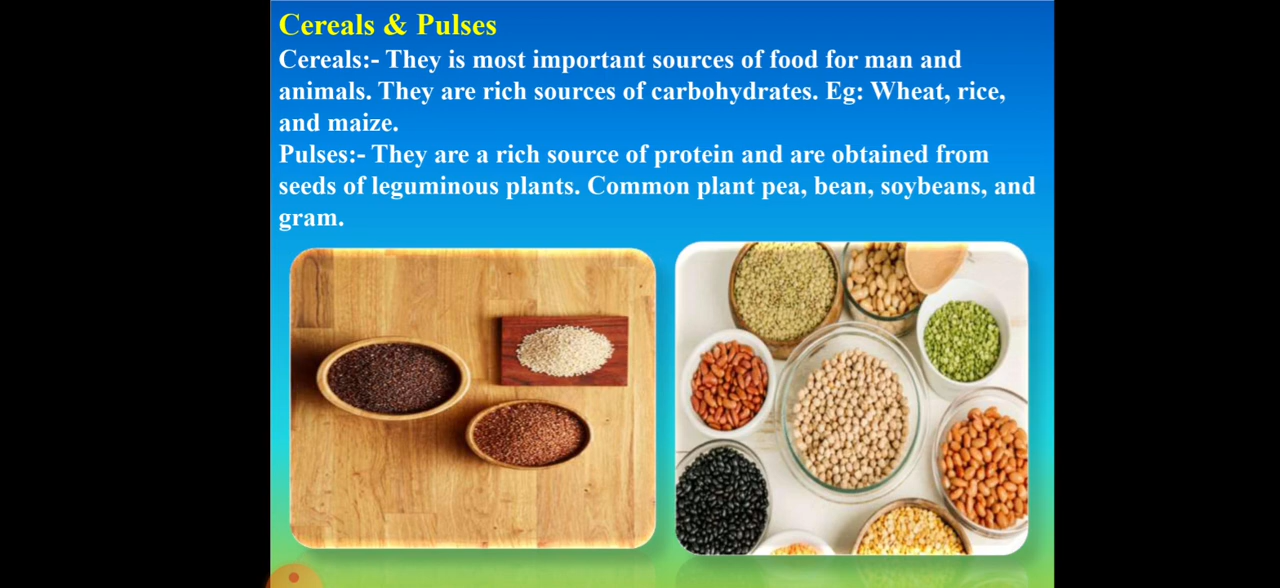 Cereals & Pulses
Cereals:- They is most important sources of food for man and
animals. They are rich sources of carbohydrates. Eg: Wheat, rice,
and maize.
Pulses:- They are a rich source of protein and are obtained from
seeds of leguminous plants. Common plant pea, bean, soybeans, and
gram.